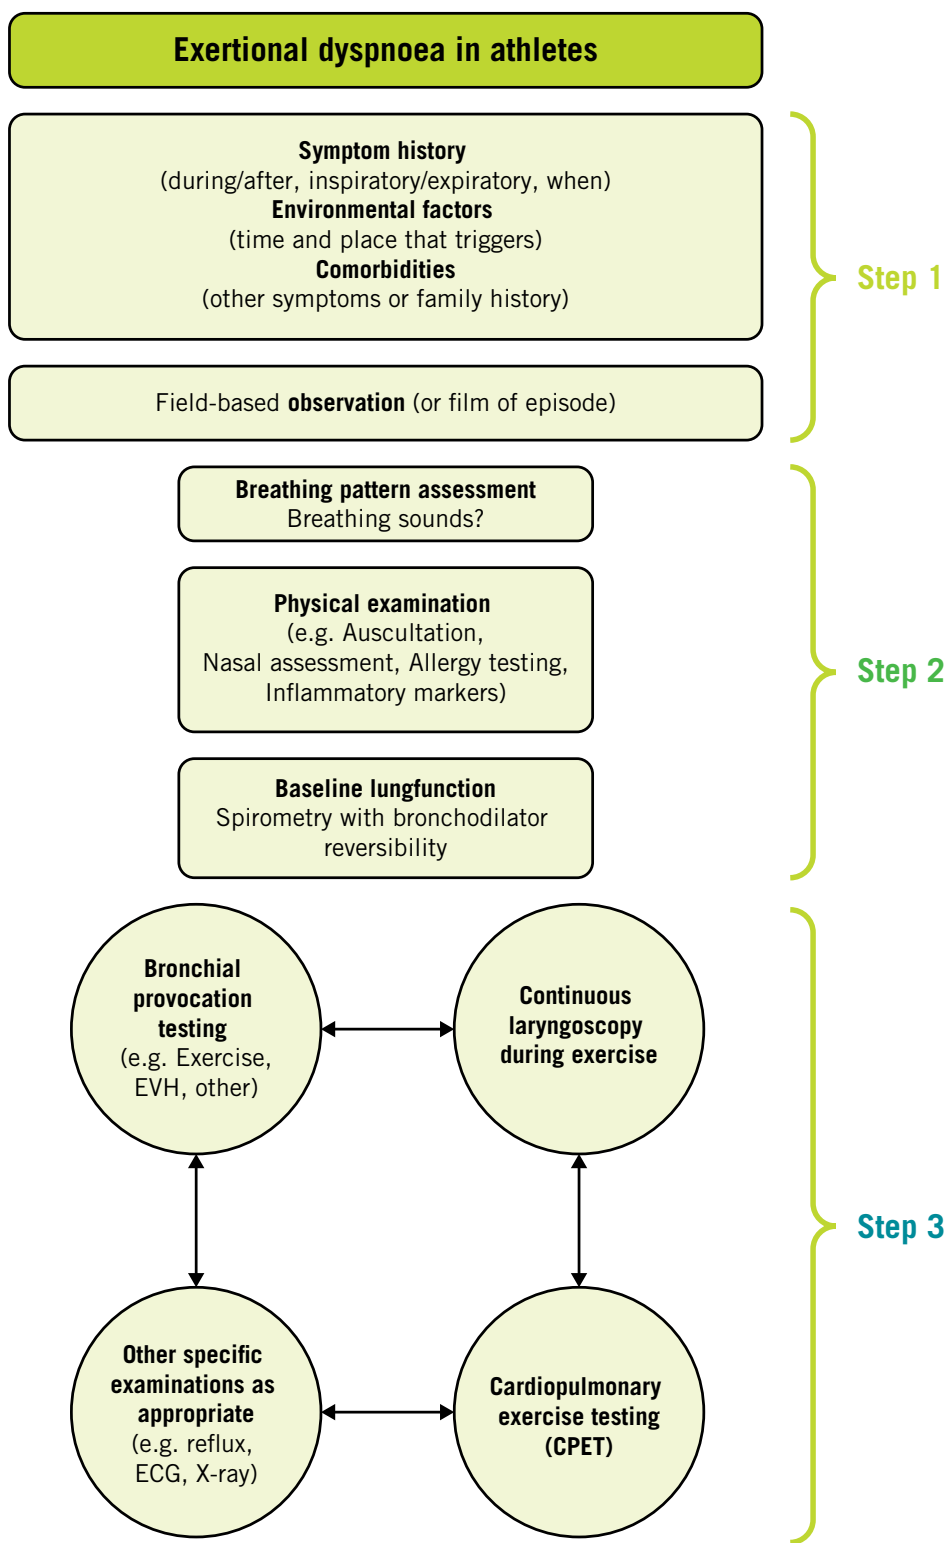 Exertional dyspnoea in athletes
Symptom history
(during/after, inspiratory/expiratory, when)
Environmental factors
(time and place that triggers)
Comorbidities
(other symptoms or family history)
Field-based observation (or film of episode)
Step 1
Breathing pattern assessment
Breathing sounds?
Physical examination
(e.g. Auscultation,
Nasal assessment, Allergy testing,
Inflammatory markers)
Baseline lungfunction
Spirometry with bronchodilator
reversibility
Step 2
Bronchial
provocation
testing
(e.g. Exercise,
EVH, other)
Continuous
laryngoscopy
during exercise
Other specific
examinations as
appropriate
(e.g. reflux,
ECG, X-ray)
Cardiopulmonary
exercise testing
(CPET)
Step 3